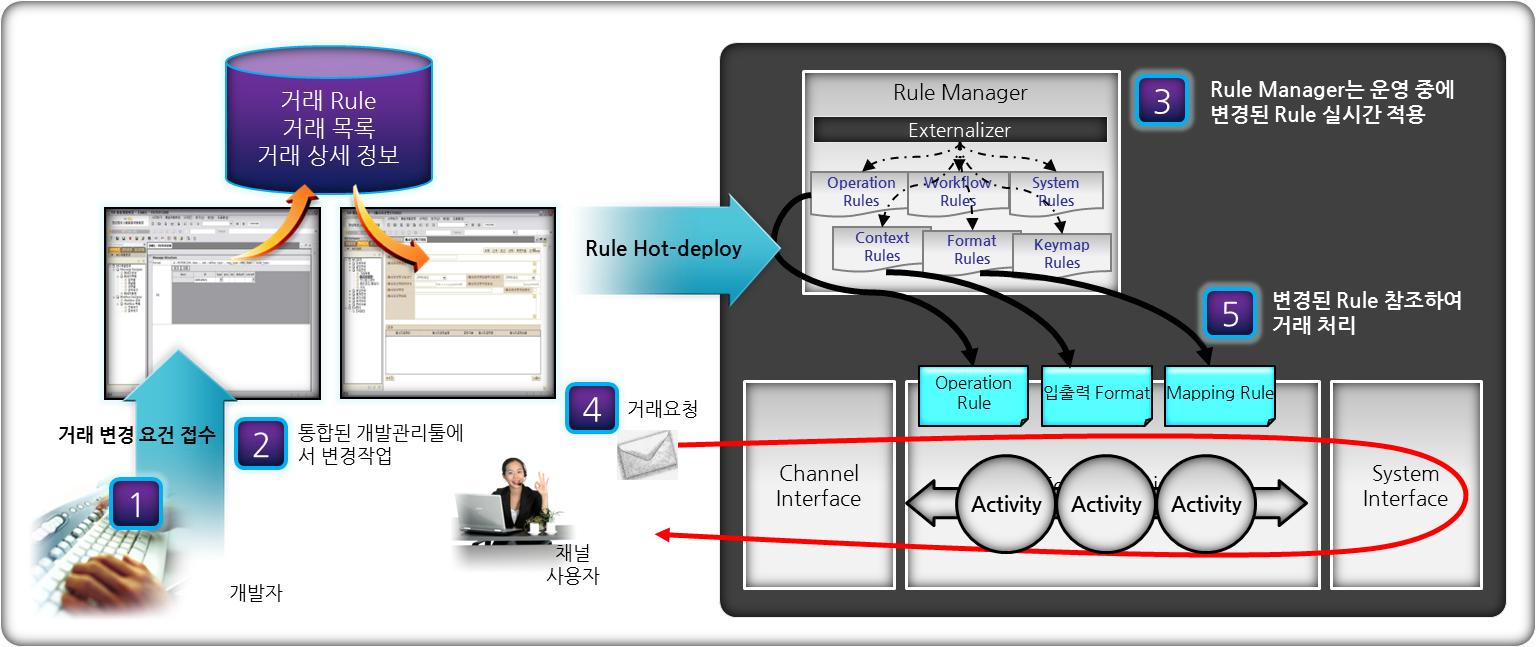 거래 Rule
거래 목록
거래 상세 정보
Rule Manager
Externalizer
Operation
Rules
Workflow
Rules
System
Rules
Context
Rules
Format
Rules
Keymap
Rules
3
Rule Manager는 운영 중에
변경된 Rule 실시간 적용
Rule Hot-deploy
5
변경된 Rule 참조하여
거래 처리
Operation
Rule
입출력 Format
Mapping Rule
4
거래요청
거래 변경 요건 접수
2
통합된 개발관리툴에
서 변경작업
1
개발자
채널
사용자
Channel
Interface
Activity
Activity
Activity
System
Interface